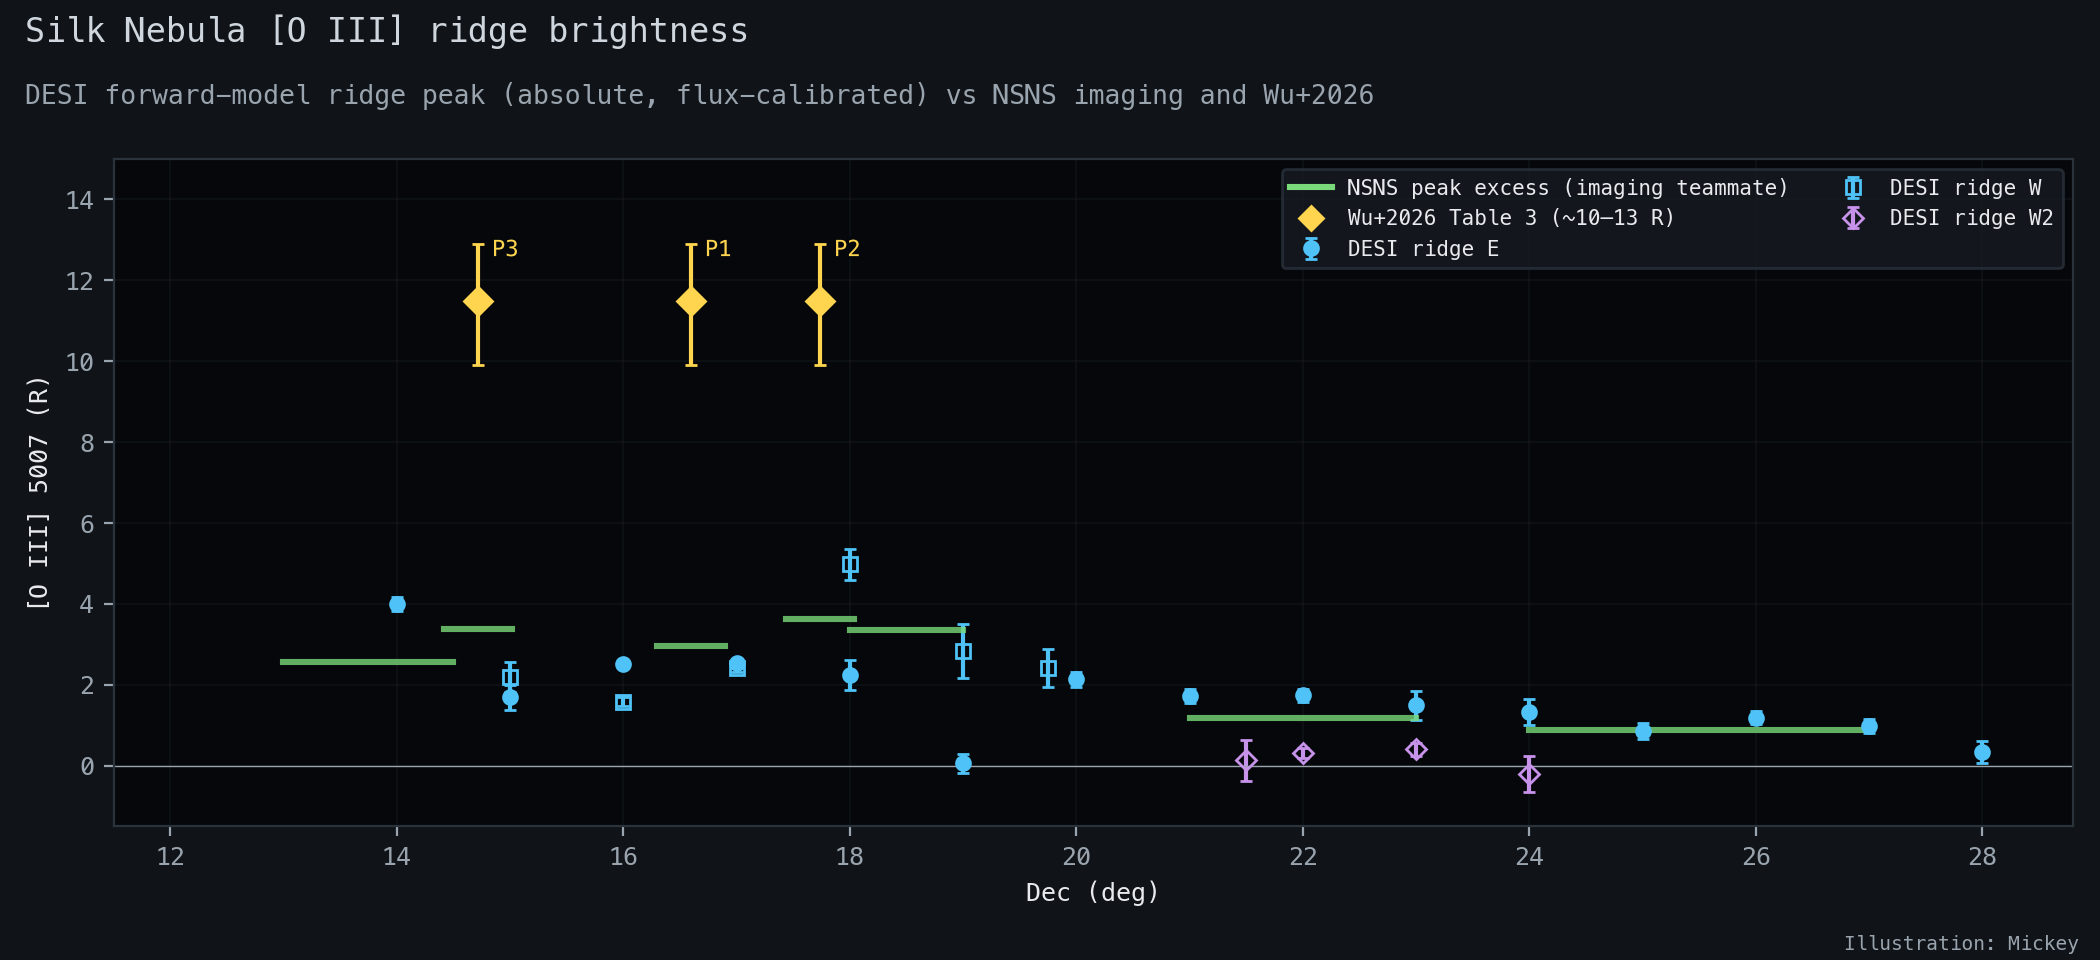 Silk Nebula [O III] ridge brightness
DESI forward−model ridge peak (absolute, flux−calibrated) vs NSNS imaging and Wu+2026
NSNS peak excess (imaging teammate)
Wu+2026 Table 3 (~10–13 R)
DESI ridge E
DESI ridge W
DESI ridge W2
P3
P1
P2
[O III] 5007 (R)
14
12
10
8
6
4
2
0
12
14
16
18
20
22
24
26
28
Dec (deg)
Illustration: Mickey